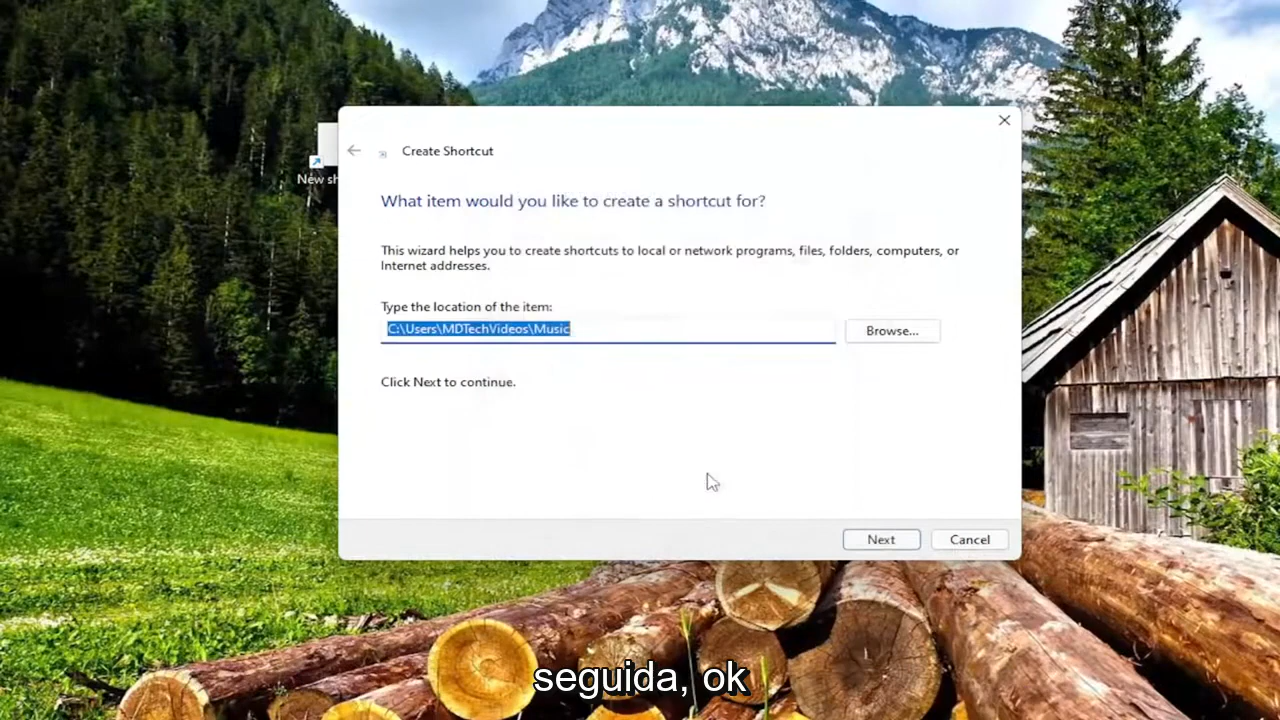 Create Shortcut
New sh
What item would you like to create a shortcut for?
This wizard helps you to create shortcuts to local or network programs, files, folders, computers, or
Internet addresses.
Type the location of the item:
C:\Users\MDTechVideos\Music
Browse...
Click Next to continue.
Next
Cancel
seguida, ok